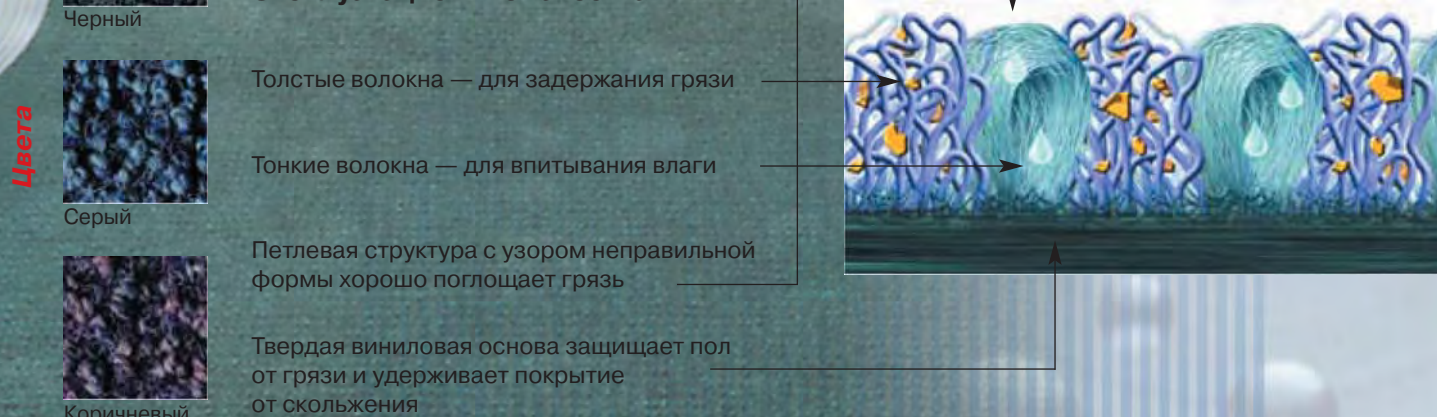 Черный
Цвета
Толстые волокна — для задержания грязи
Тонкие волокна — для впитывания влаги
Серый
Петлевая структура с узором неправильной
формы хорошо поглощает грязь
Твердая виниловая основа защищает пол
от грязи и удерживает покрытие
от скольжения
Коричневый